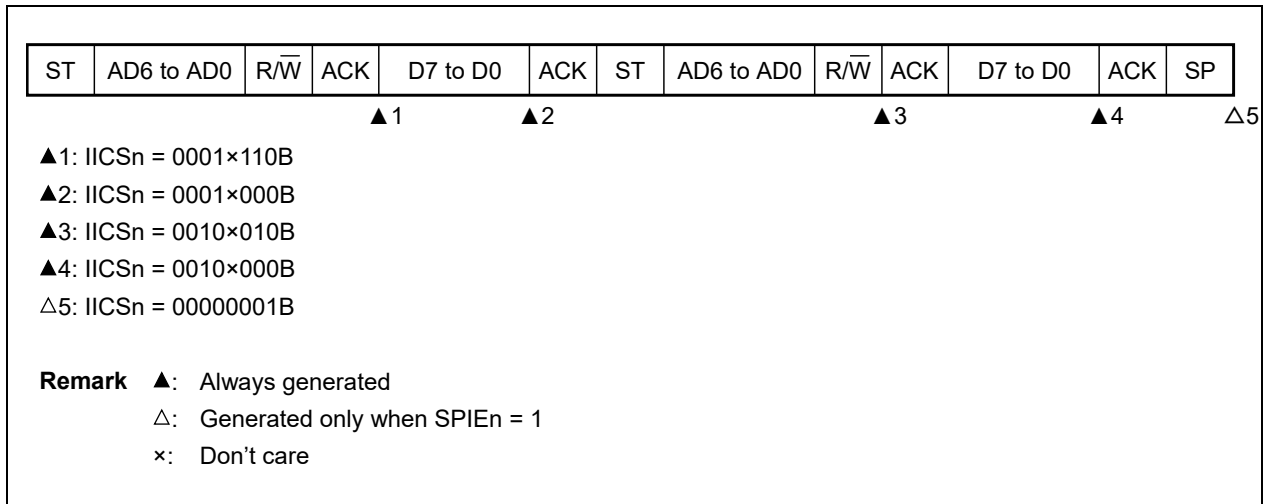 ST AD6 to AD0 R/W̅ ACK D7 to D0 ACK ST AD6 to AD0 R/W̅ ACK D7 to D0 ACK SP
▲1 ▲2 ▲3 ▲4 △5
▲1: IICSn = 0001×110B
▲2: IICSn = 0001×000B
▲3: IICSn = 0010×010B
▲4: IICSn = 0010×000B
△5: IICSn = 00000001B
Remark ▲: Always generated
△: Generated only when SPIEn = 1
×: Don't care